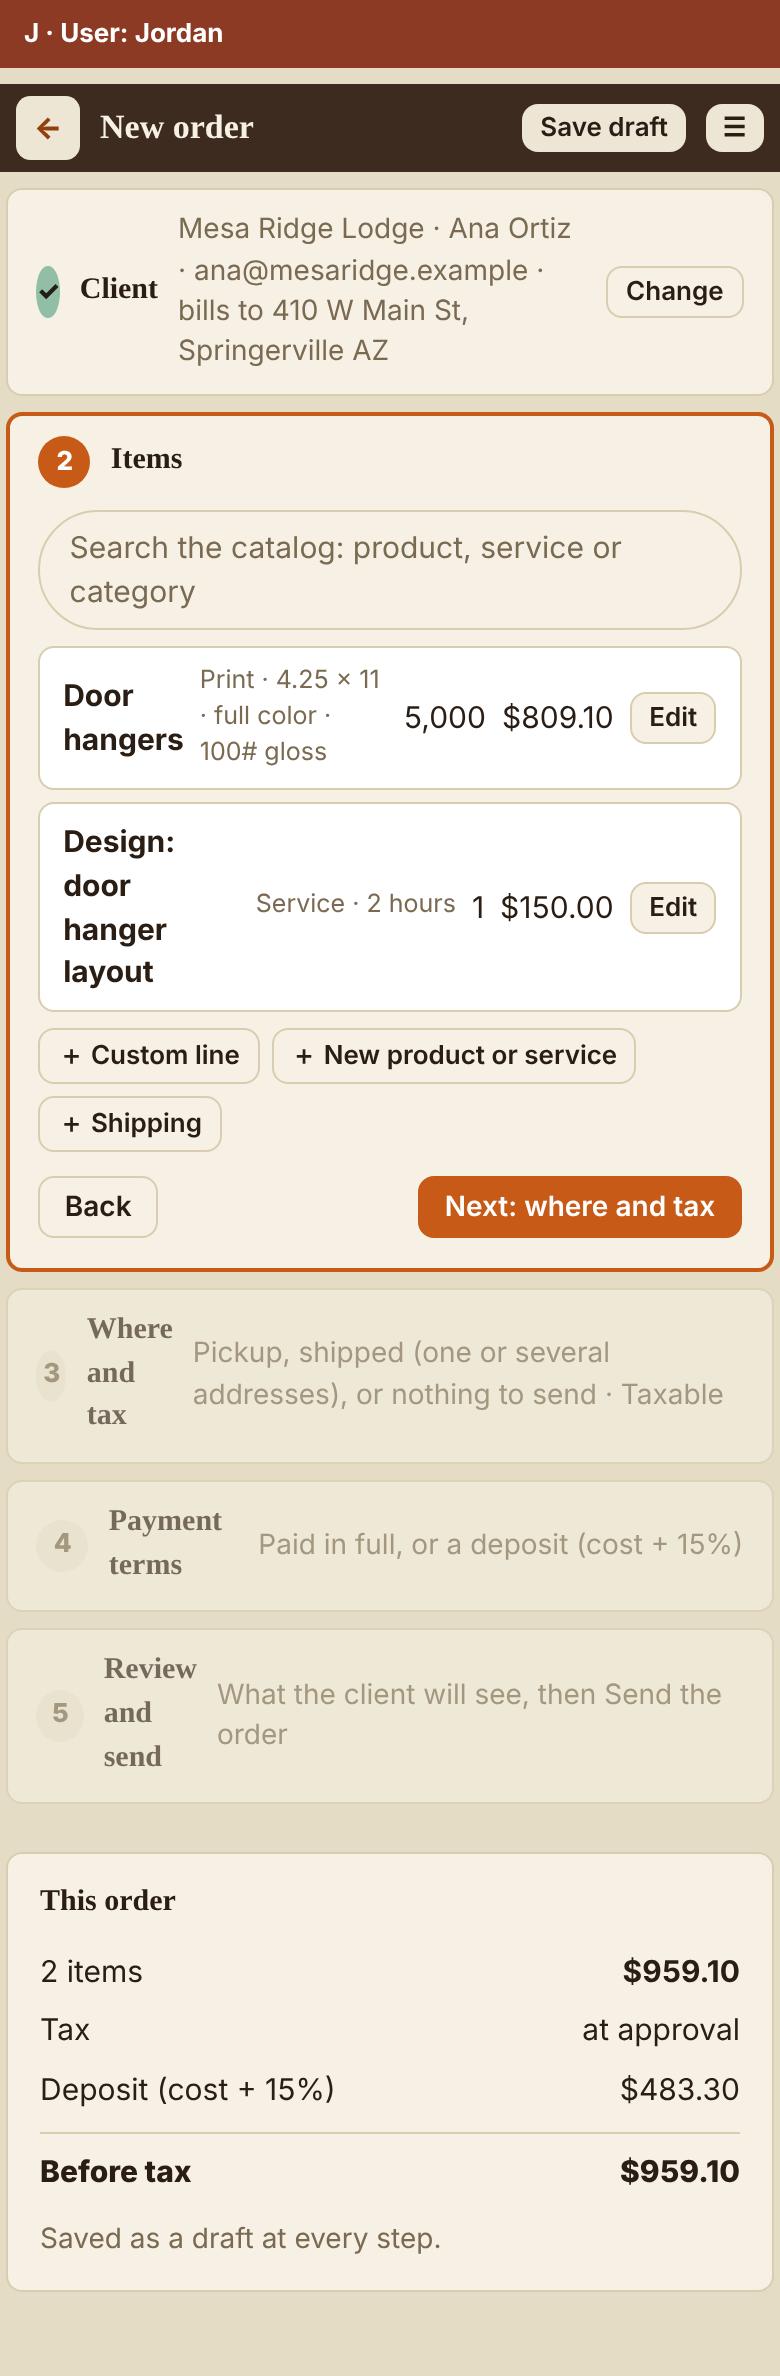 J · User: Jordan
← New order Save draft ☰
✓ Client
Mesa Ridge Lodge · Ana Ortiz
· ana@mesaridge.example ·
bills to 410 W Main St,
Springerville AZ
Change
2 Items
Search the catalog: product, service or
category
Door
hangers
Print · 4.25 × 11
· full color ·
100# gloss
5,000 $809.10 Edit
Design:
door
hanger
layout
Service · 2 hours 1 $150.00 Edit
+ Custom line + New product or service
+ Shipping
Back Next: where and tax
3
Where
and
tax
Pickup, shipped (one or several
addresses), or nothing to send · Taxable
4
Payment
terms
Paid in full, or a deposit (cost + 15%)
5
Review
and
send
What the client will see, then Send the
order
This order
2 items $959.10
Tax at approval
Deposit (cost + 15%) $483.30
Before tax $959.10
Saved as a draft at every step.